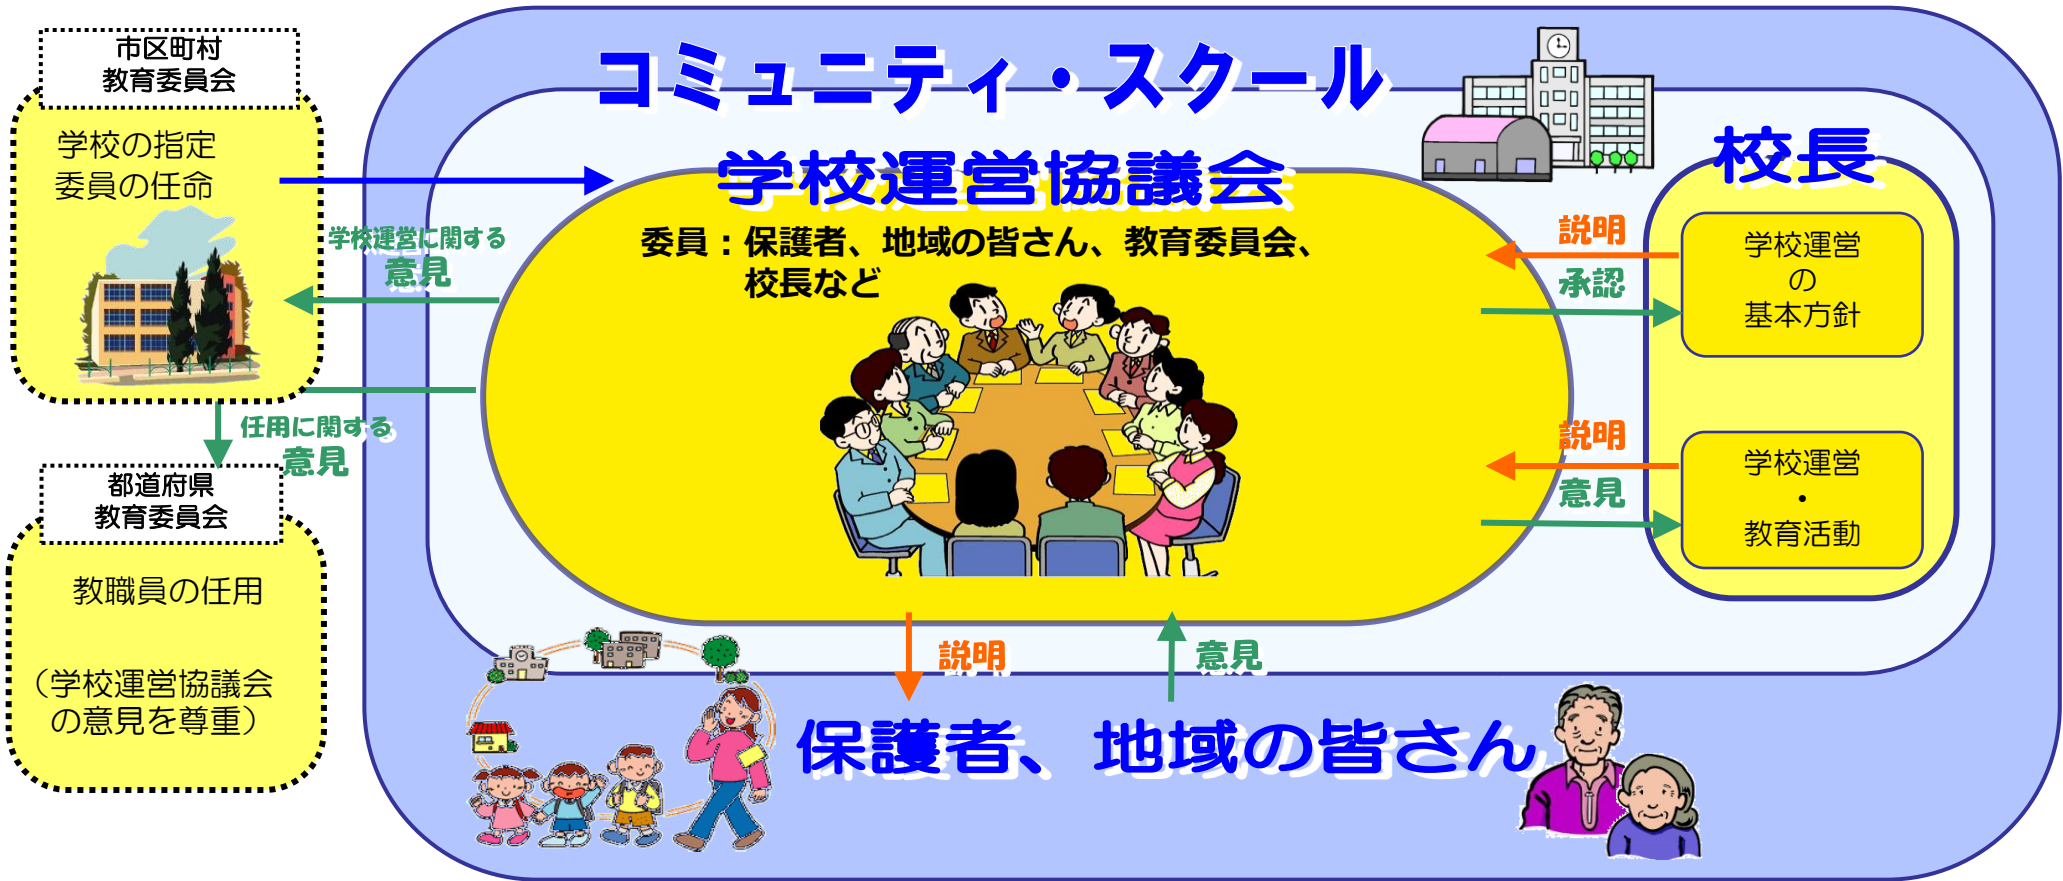 コミュニティ・スクール
市区町村
教育委員会
学校の指定
委員の任命
学校運営に関する
意見
任用に関する
意見
都道府県
教育委員会
教職員の任用
（学校運営協議会
の意見を尊重）
学校運営協議会
委員：保護者、地域の皆さん、教育委員会、
校長など
校長
説明
承認
学校運営
の
基本方針
説明
意見
学校運営
・
教育活動
説明
意見
保護者、地域の皆さん